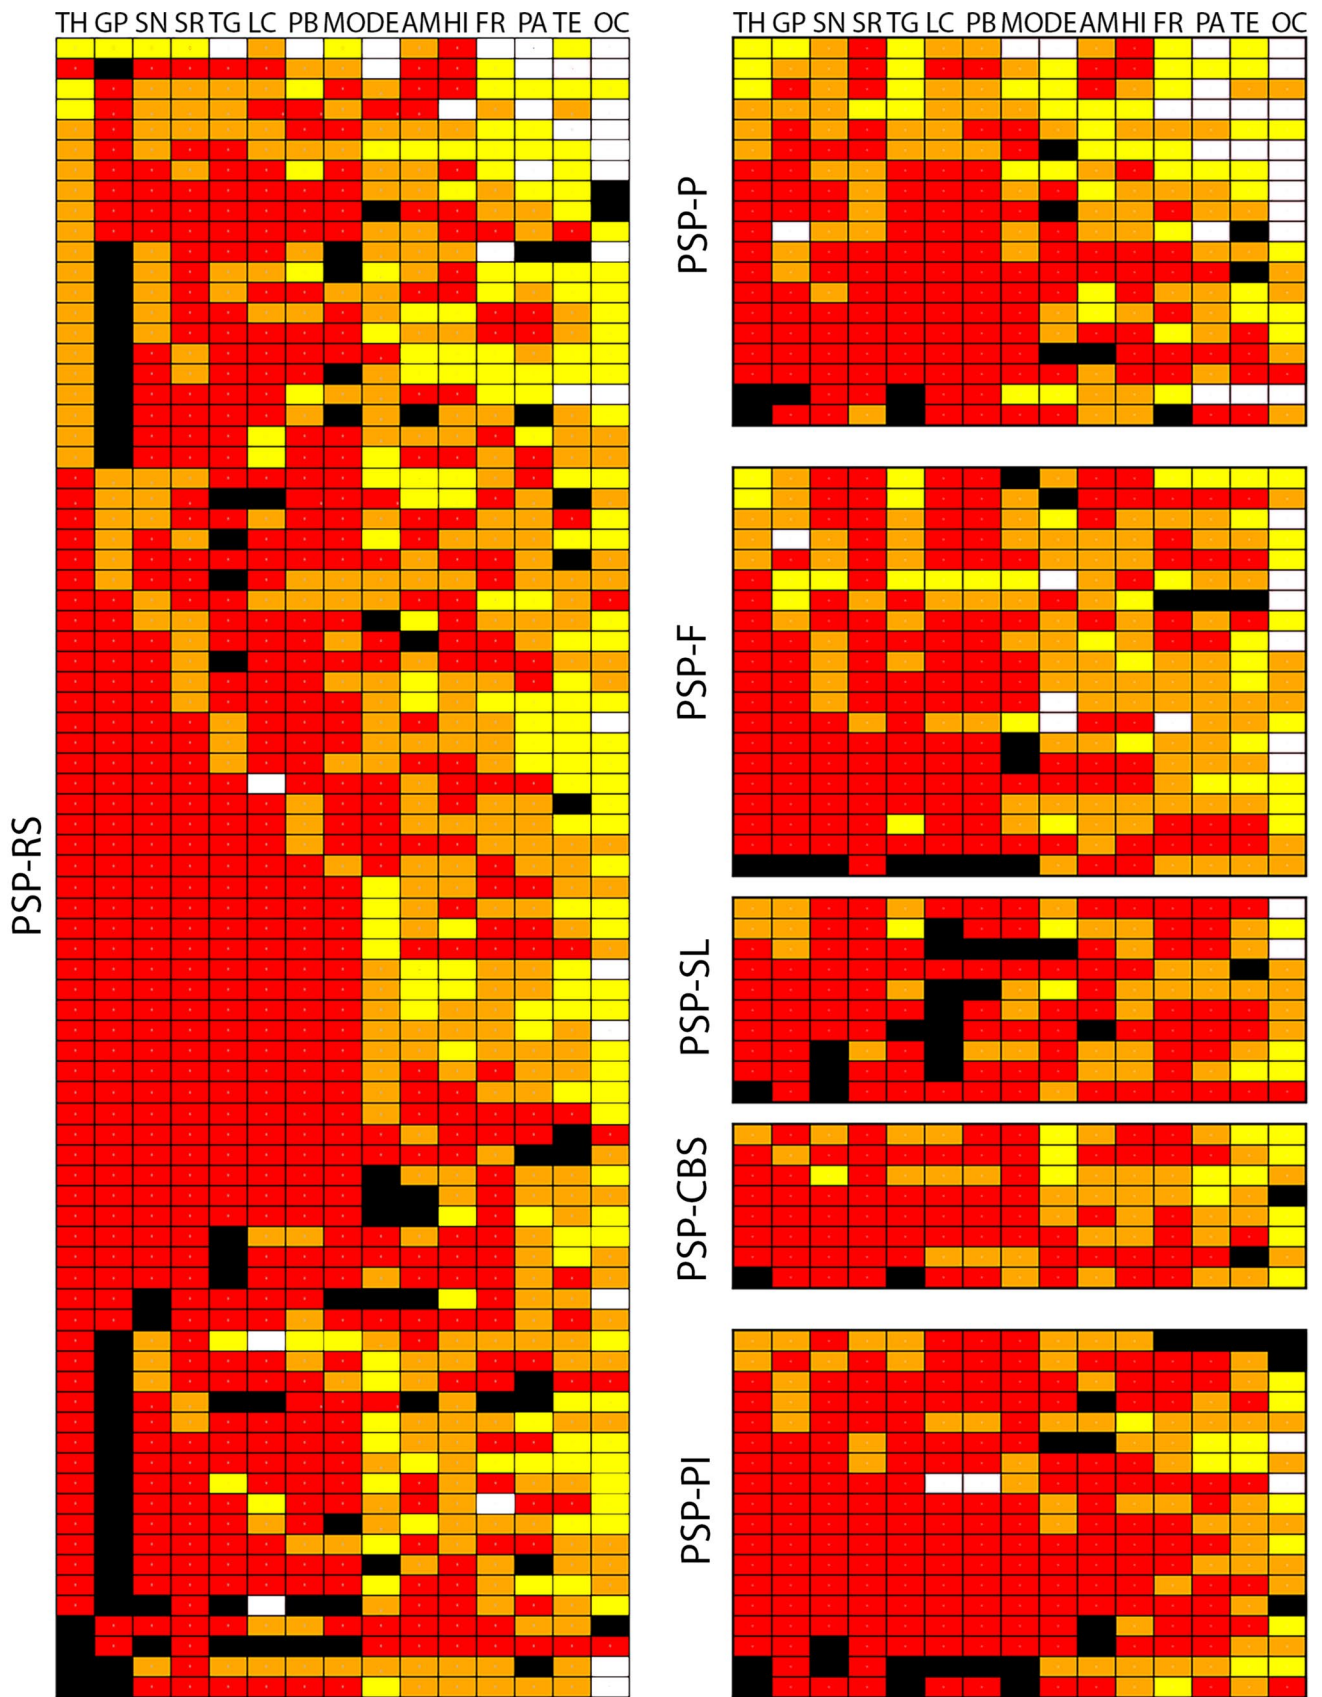 TH GP SN SR TG LC PB MO DE AM HI FR PA TE OC
TH GP SN SR TG LC PB MO DE AM HI FR PA TE OC
PSP-RS
PSP-P
PSP-F
PSP-SL
PSP-CBS
PSP-PI